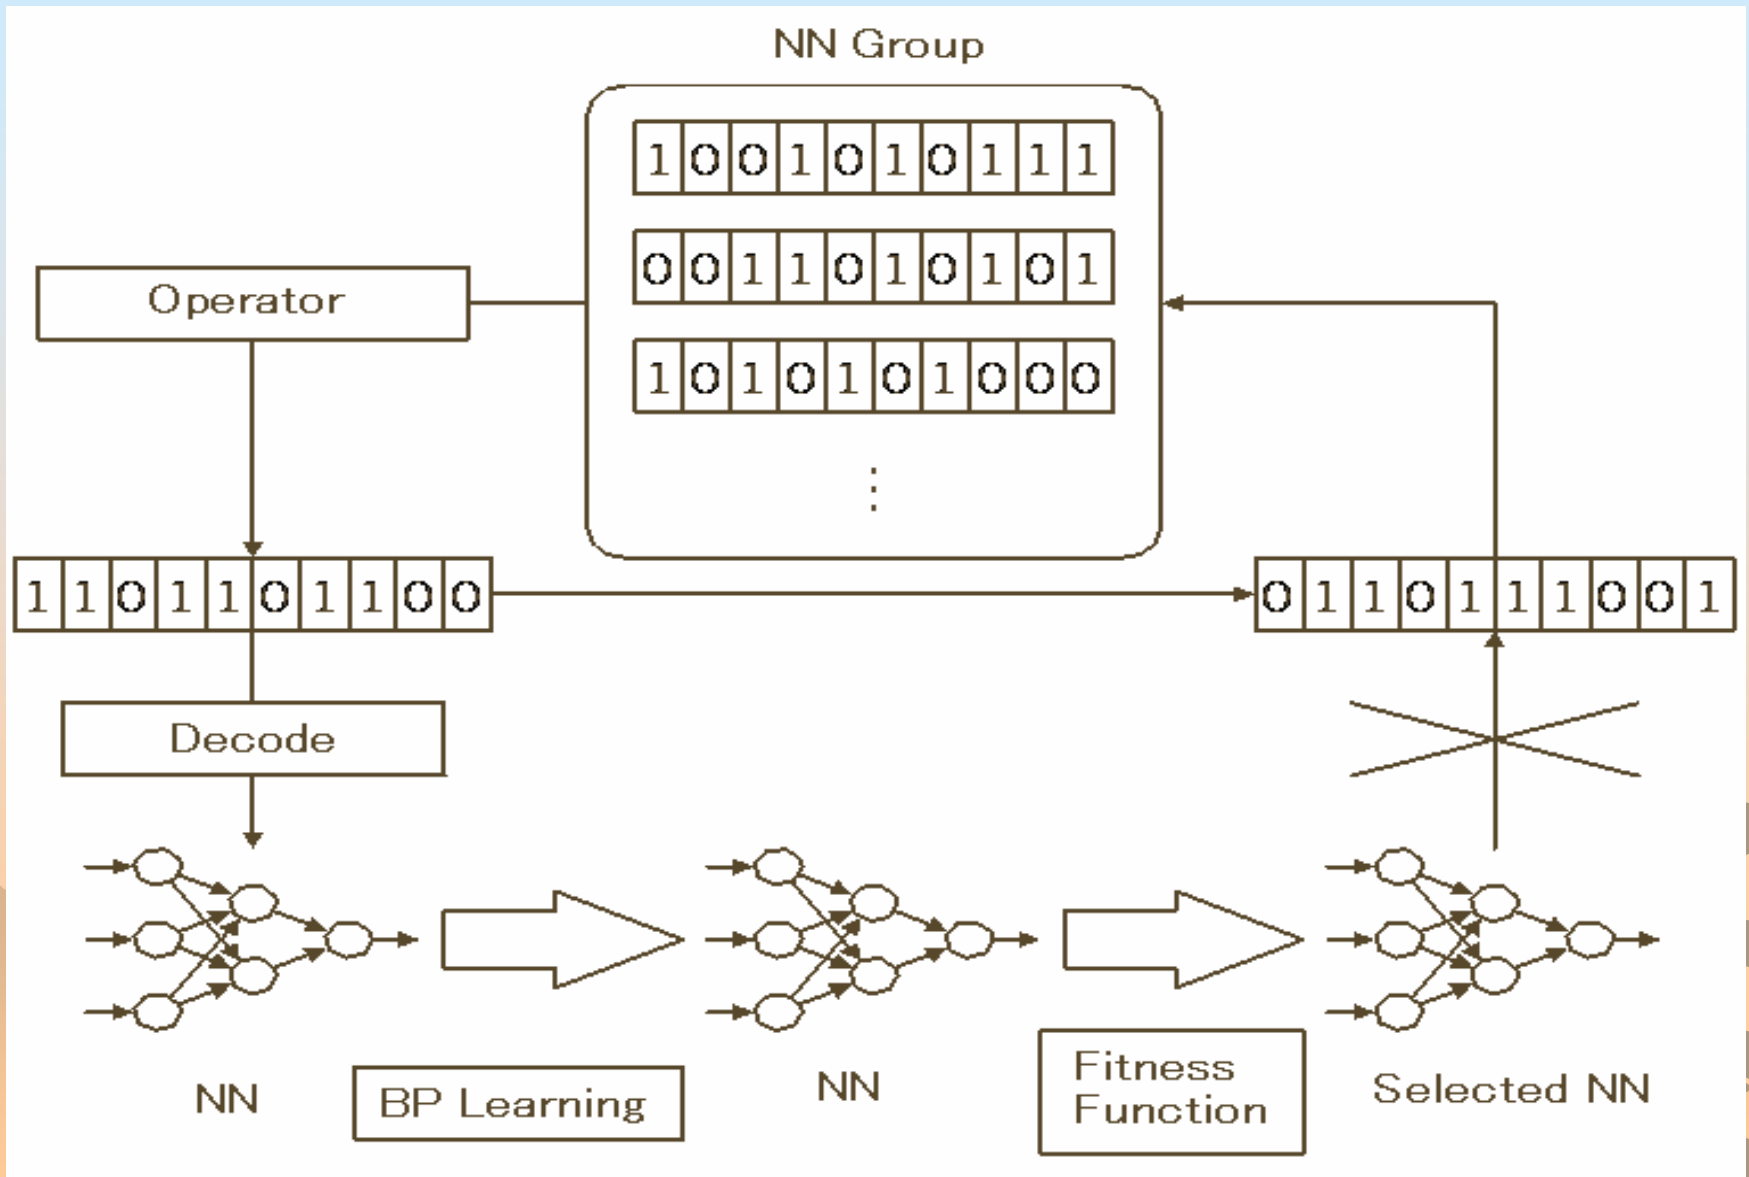 NN Group
1 0 0 1 0 1 0 1 1 1
0 0 1 1 0 1 0 1 0 1
1 0 1 0 1 0 1 0 0 0
Operator
1 1 0 1 1 0 1 1 0 0
0 1 1 0 1 1 1 0 0 1
Decode
NN
BP Learning
NN
Fitness
Function
Selected NN